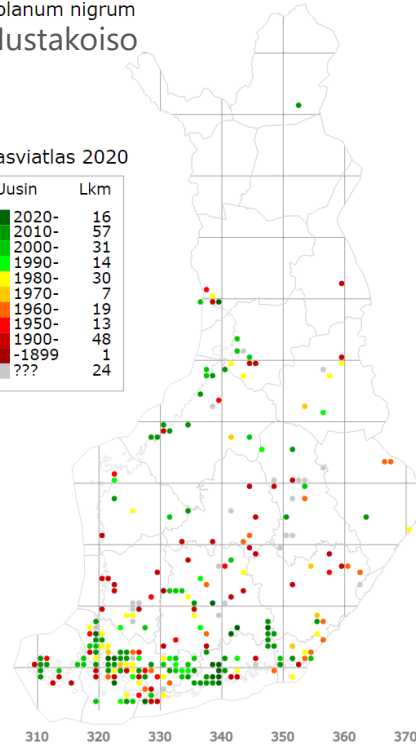 olanum nigrum
lustakoiso
asviatlas 2020
Uusin Lkm
2020- 16
2010- 57
2000- 31
1990- 14
1980- 30
1970- 7
1960- 19
1950- 13
1900- 48
-1899 1
??? 24
310 320 330 340 350 360 370